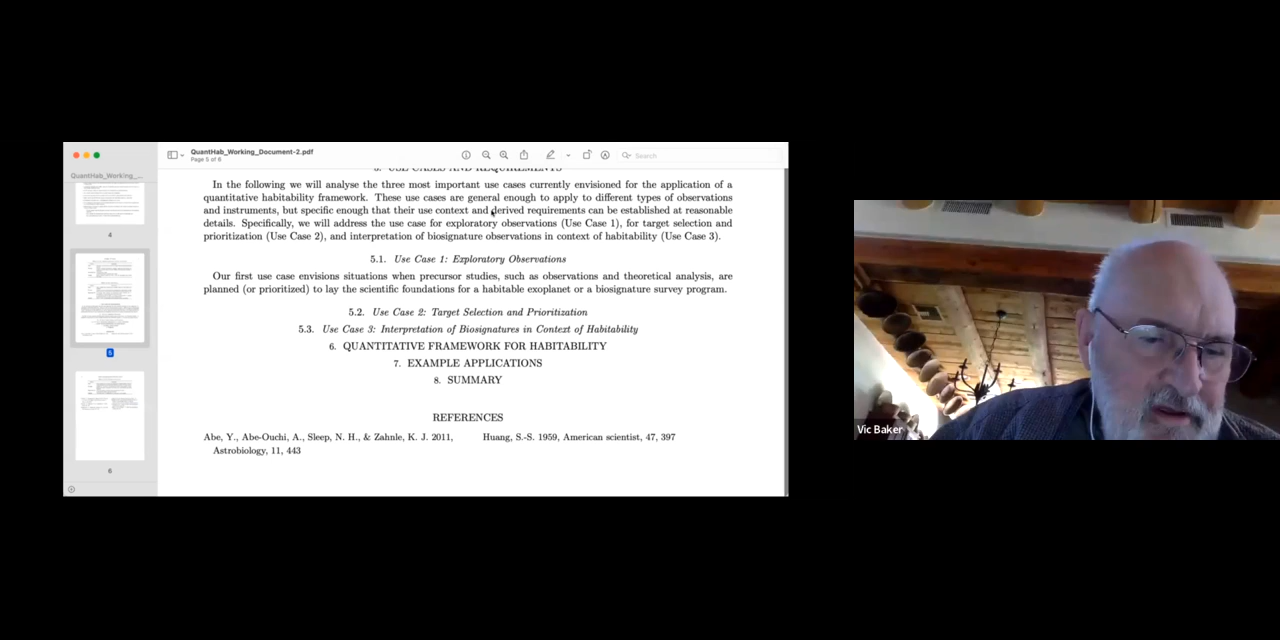 QuantHab_Working_Document-2.pdf
Page 5 of 6
Search
QuantHab_Working_...
4
5
6
5. USE CASES AND REQUIREMENTS
In the following we will analyse the three most important use cases currently envisioned for the application of a
quantitative habitability framework. These use cases are general enough to apply to different types of observations
and instruments, but specific enough that their use context and derived requirements can be established at reasonable
details. Specifically, we will address the use case for exploratory observations (Use Case 1), for target selection and
prioritization (Use Case 2), and interpretation of biosignature observations in context of habitability (Use Case 3).
5.1. Use Case 1: Exploratory Observations
Our first use case envisions situations when precursor studies, such as observations and theoretical analysis, are
planned (or prioritized) to lay the scientific foundations for a habitable exoplanet or a biosignature survey program.
5.2. Use Case 2: Target Selection and Prioritization
5.3. Use Case 3: Interpretation of Biosignatures in Context of Habitability
6. QUANTITATIVE FRAMEWORK FOR HABITABILITY
7. EXAMPLE APPLICATIONS
8. SUMMARY
REFERENCES
Abe, Y., Abe-Ouchi, A., Sleep, N. H., & Zahnle, K. J. 2011,
Astrobiology, 11, 443
Huang, S.-S. 1959, American scientist, 47, 397
Vic Baker